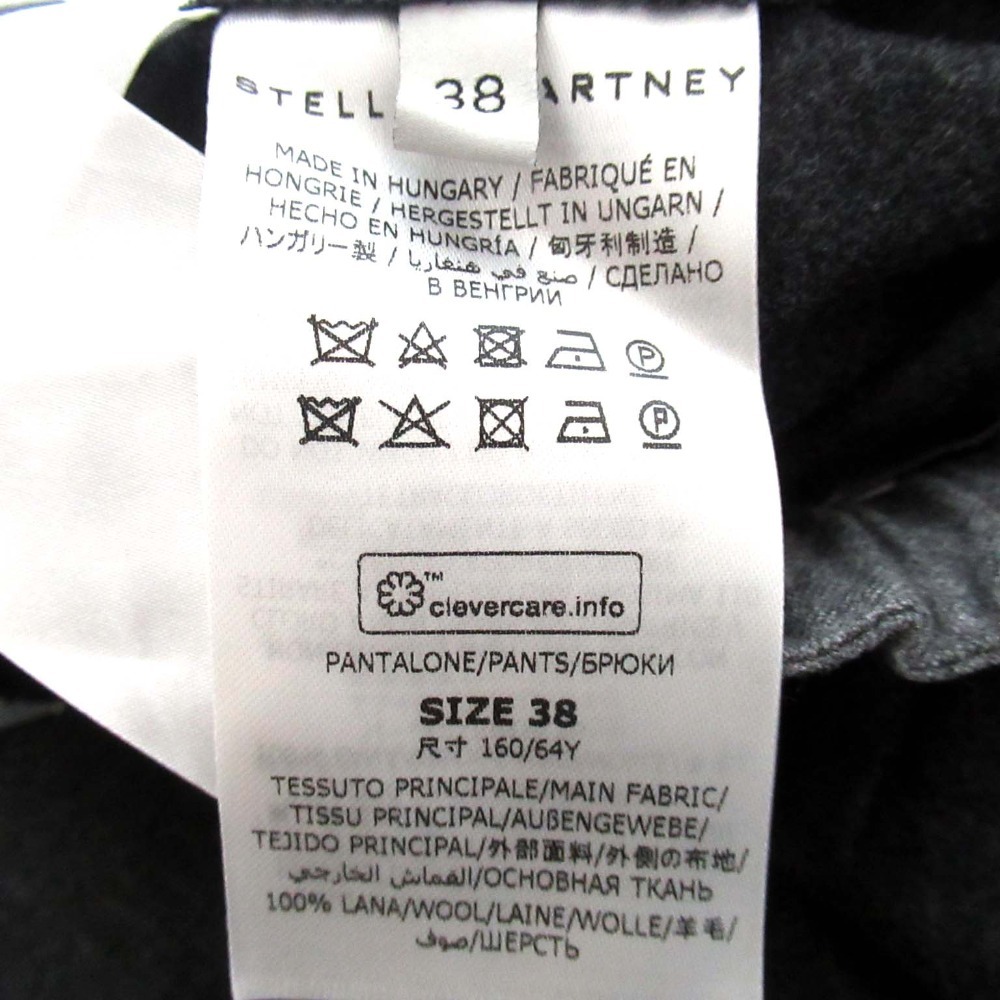 STELL ARTNEY
38
MADE IN HUNGARY / FABRIQUÉ EN
HONGRIE / HERGESTELLT IN UNGARN /
HECHO EN HUNGRÍA / 匈牙利制造 /
ハンガリー製 / صنع في هنغاريا / СДЕЛАНО
В ВЕНГРИИ
P
P
™
clevercare.info
PANTALONE/PANTS/БРЮКИ
SIZE 38
尺寸 160/64Y
TESSUTO PRINCIPALE/MAIN FABRIC/
TISSU PRINCIPAL/AUßENGEWEBE/
TEJIDO PRINCIPAL/外部面料/外側の布地/
القماش الخارجي/ОСНОВНАЯ ТКАНЬ
100% LANA/WOOL/LAINE/WOLLE/羊毛/
صوف/ШЕРСТЬ